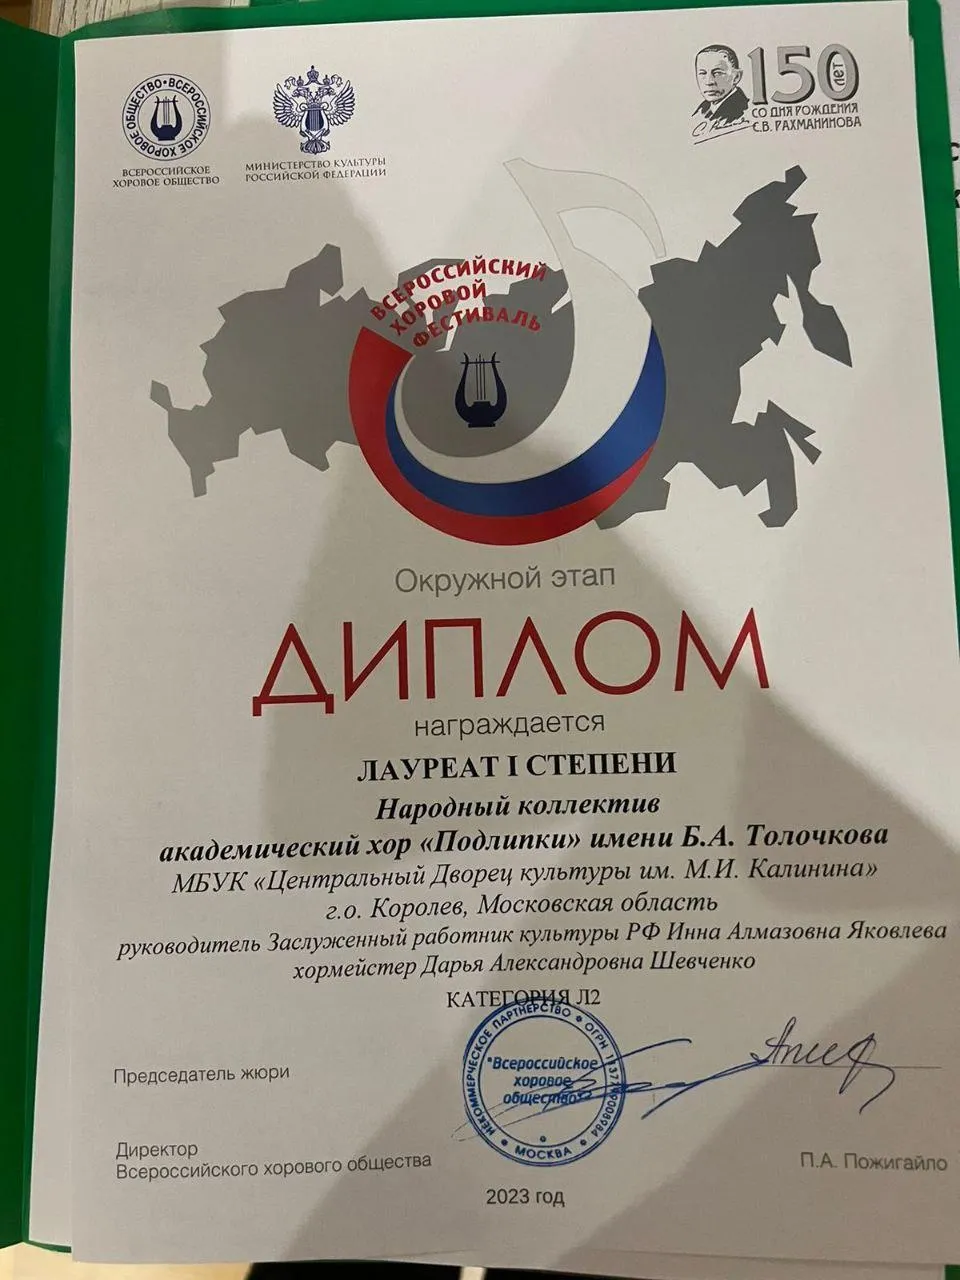 ВСЕРОССИЙСКОЕ ХОРОВОЕ ОБЩЕСТВО
ВСЕРОССИЙСКОЕ
ХОРОВОЕ ОБЩЕСТВО
МИНИСТЕРСТВО КУЛЬТУРЫ
РОССИЙСКОЙ ФЕДЕРАЦИИ
150 лет
СО ДНЯ РОЖДЕНИЯ
С.В. РАХМАНИНОВА
ВСЕРОССИЙСКИЙ
ХОРОВОЙ
ФЕСТИВАЛЬ
Окружной этап
ДИПЛОМ
награждается
ЛАУРЕАТ I СТЕПЕНИ
Народный коллектив
академический хор «Подлипки» имени Б.А. Толочкова
МБУК «Центральный Дворец культуры им. М.И. Калинина»
г.о. Королев, Московская область
руководитель Заслуженный работник культуры РФ Инна Алмазовна Яковлева
хормейстер Дарья Александровна Шевченко
КАТЕГОРИЯ Л2
НЕКОММЕРЧЕСКОЕ ПАРТНЕРСТВО ОГРН
"Всероссийское
хоровое
общество"
МОСКВА
Председатель жюри
Директор
Всероссийского хорового общества
П.А. Пожигайло
2023 год